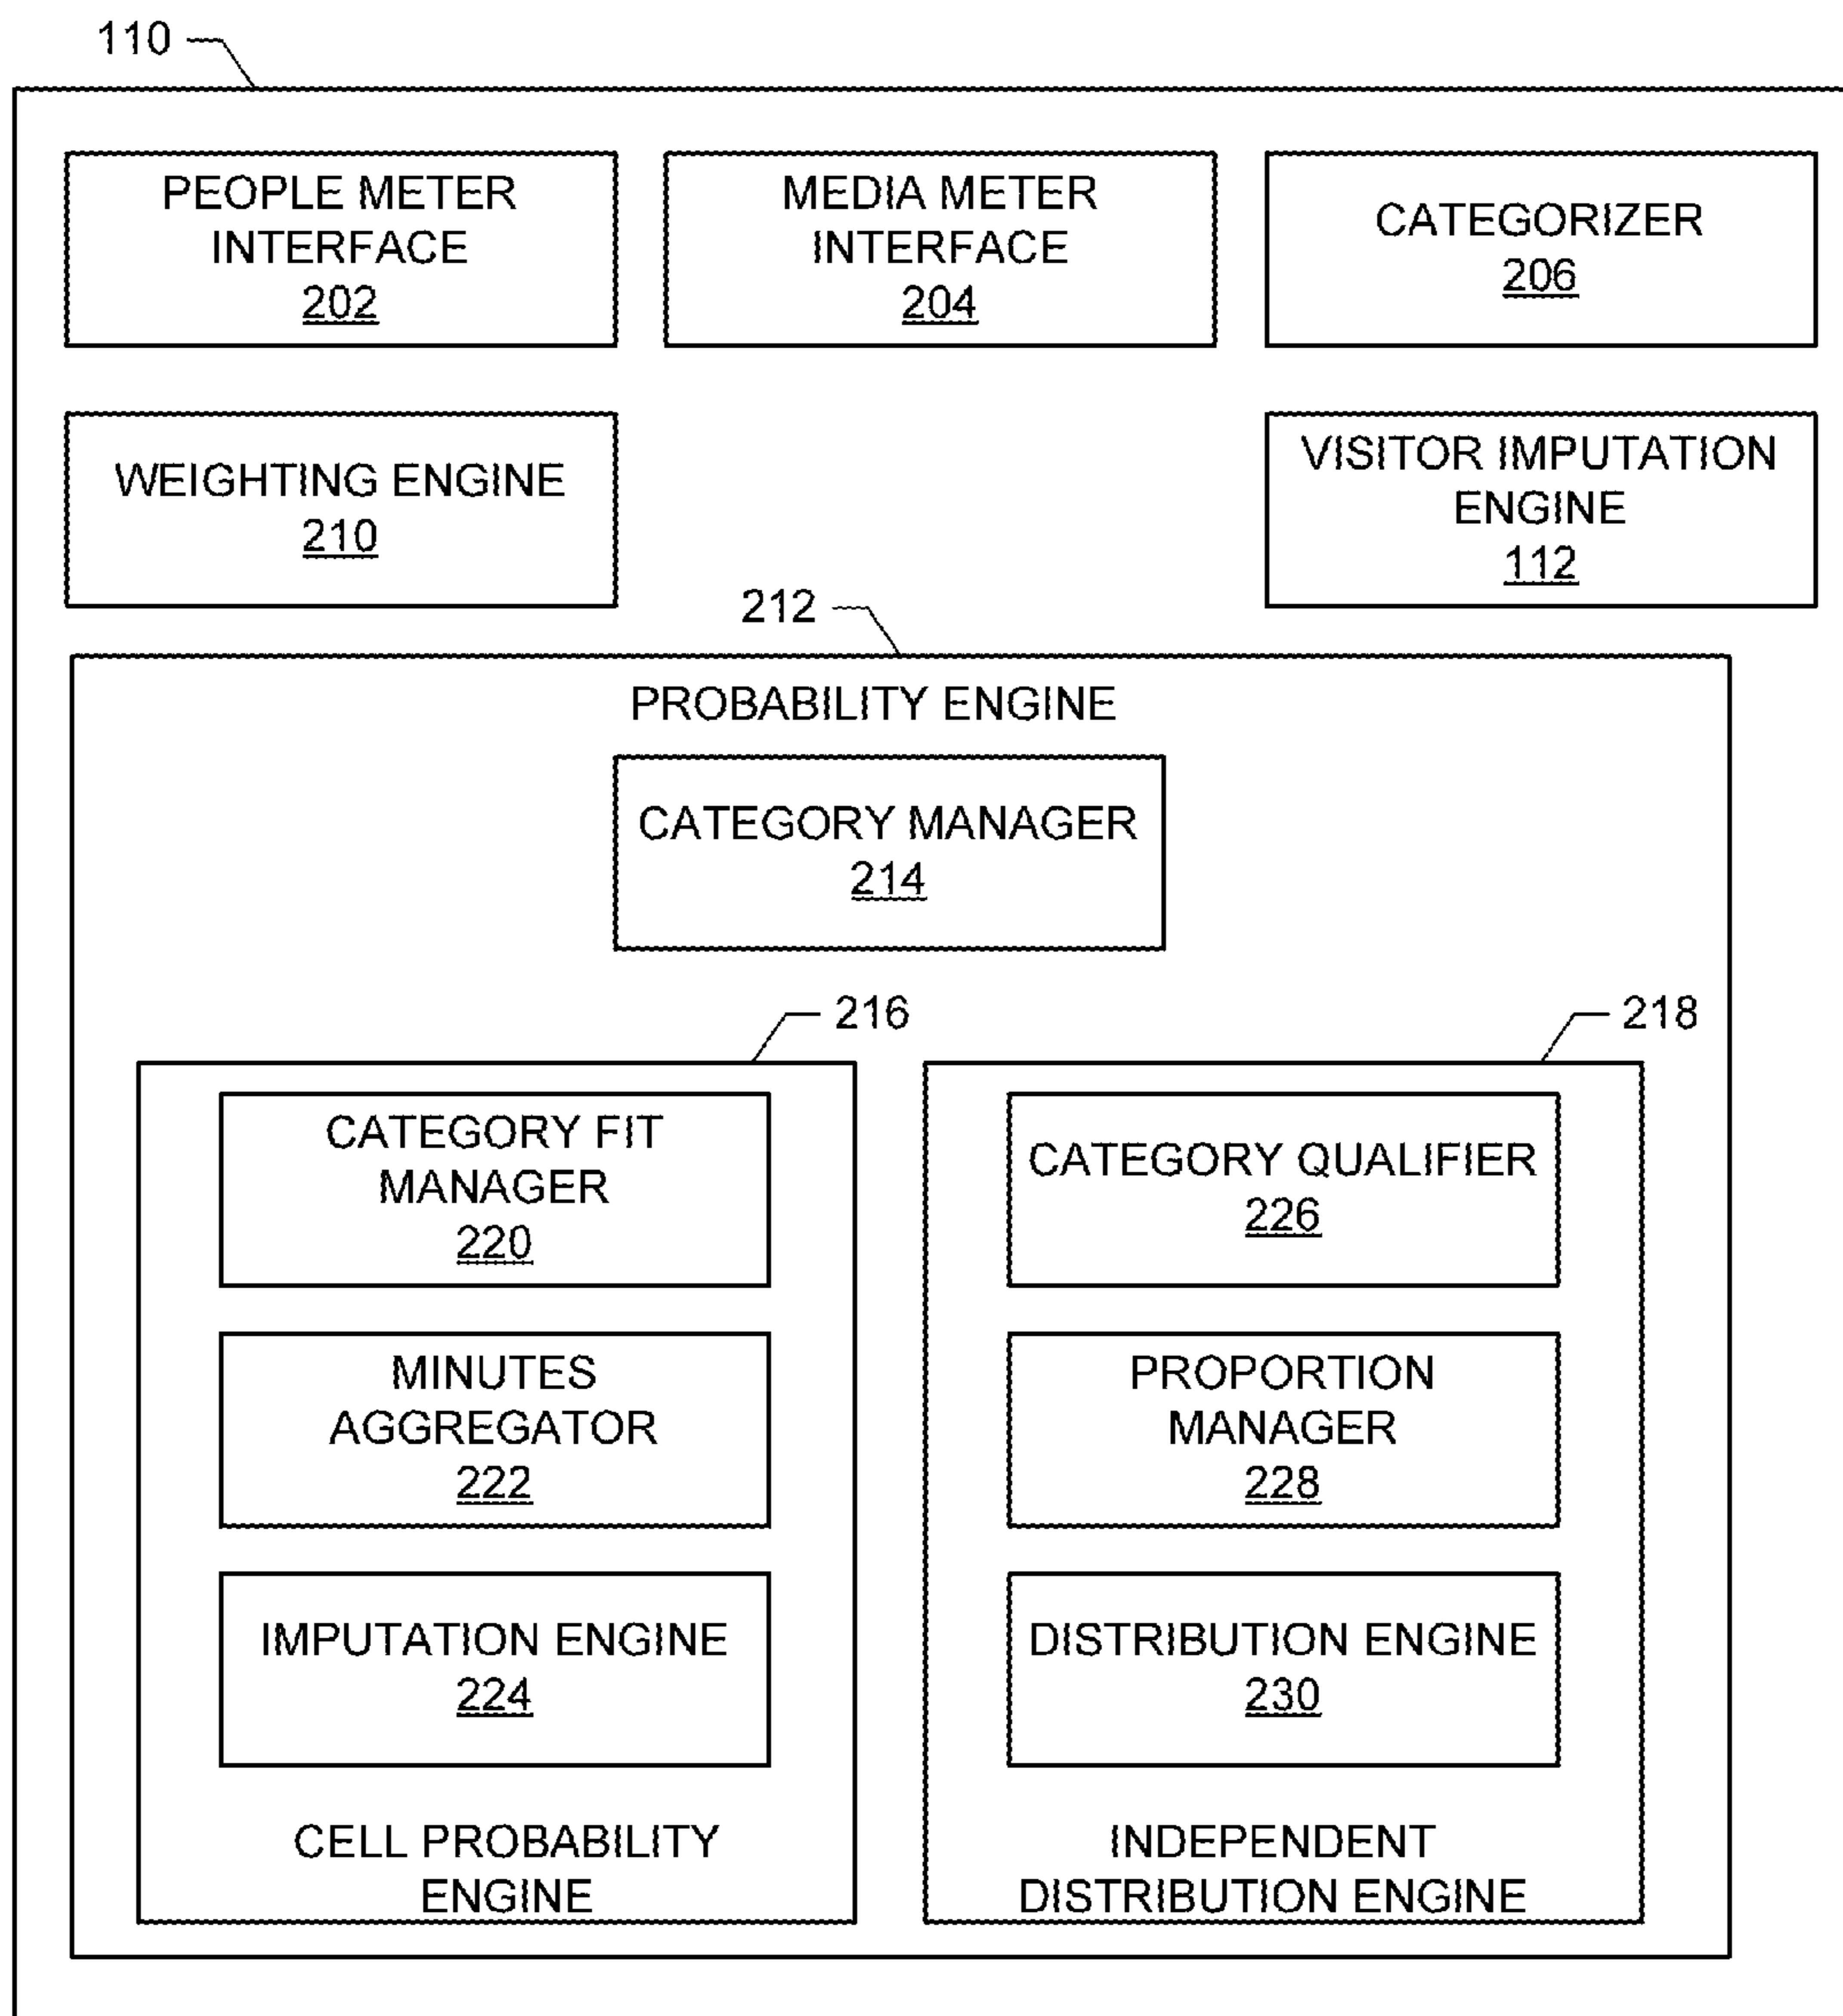 110
PEOPLE METER
INTERFACE
202
MEDIA METER
INTERFACE
204
CATEGORIZER
206
WEIGHTING ENGINE
210
VISITOR IMPUTATION
ENGINE
112
212
PROBABILITY ENGINE
CATEGORY MANAGER
214
216
218
CATEGORY FIT
MANAGER
220
MINUTES
AGGREGATOR
222
IMPUTATION ENGINE
224
CELL PROBABILITY
ENGINE
CATEGORY QUALIFIER
226
PROPORTION
MANAGER
228
DISTRIBUTION ENGINE
230
INDEPENDENT
DISTRIBUTION ENGINE